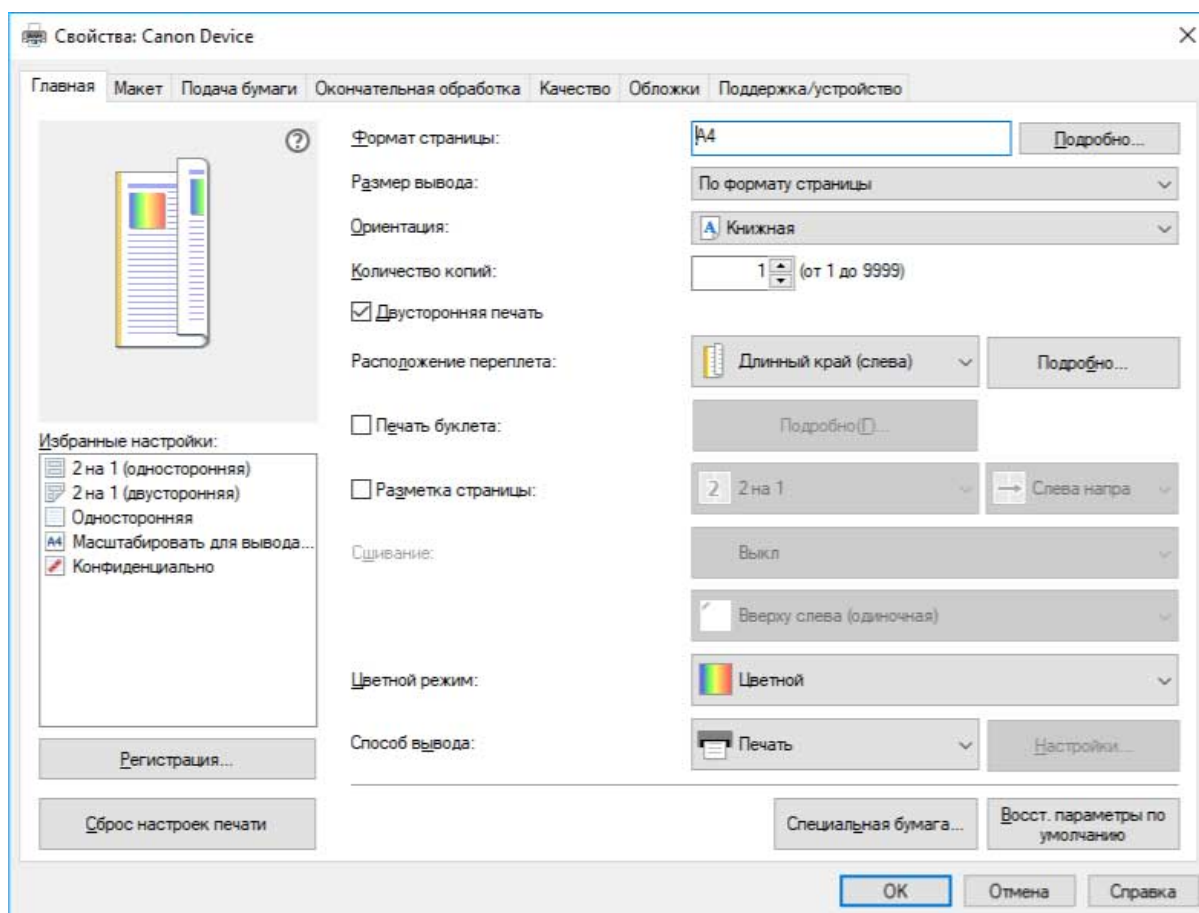 Свойства: Canon Device
Главная Макет Подача бумаги Окончательная обработка Качество Обложки Поддержка/устройство
Формат страницы: A4 Подробно...
Размер вывода: По формату страницы
Ориентация: A Книжная
Количество копий: 1 (от 1 до 9999)
Двусторонняя печать
Расположение переплета: Длинный край (слева) Подробно...
Печать буклета: Подробно(Г)...
Разметка страницы: 2 2 на 1 Слева напра
Сшивание: Выкл
Вверху слева (одиночная)
Цветной режим: Цветной
Способ вывода: Печать Настройки...
Избранные настройки:
2 на 1 (односторонняя)
2 на 1 (двусторонняя)
Односторонняя
A4 Масштабировать для вывода...
Конфиденциально
Регистрация...
Сброс настроек печати
Специальная бумага... Восст. параметры по
умолчанию
OK Отмена Справка